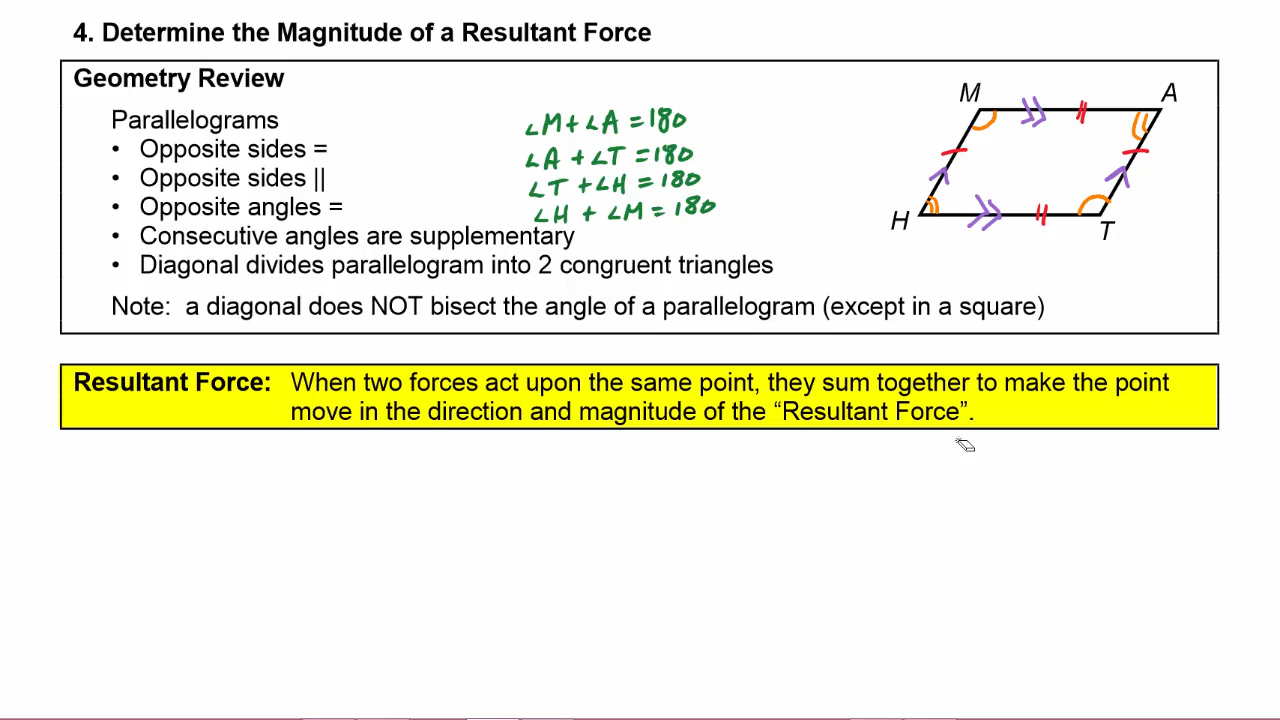 4. Determine the Magnitude of a Resultant Force
Geometry Review
Parallelograms
• Opposite sides =
• Opposite sides ||
• Opposite angles =
• Consecutive angles are supplementary
• Diagonal divides parallelogram into 2 congruent triangles
Note: a diagonal does NOT bisect the angle of a parallelogram (except in a square)
∠M+∠A=180
∠A+∠T=180
∠T+∠H=180
∠H+∠M=180
M
A
H
T
Resultant Force: When two forces act upon the same point, they sum together to make the point
move in the direction and magnitude of the “Resultant Force”.